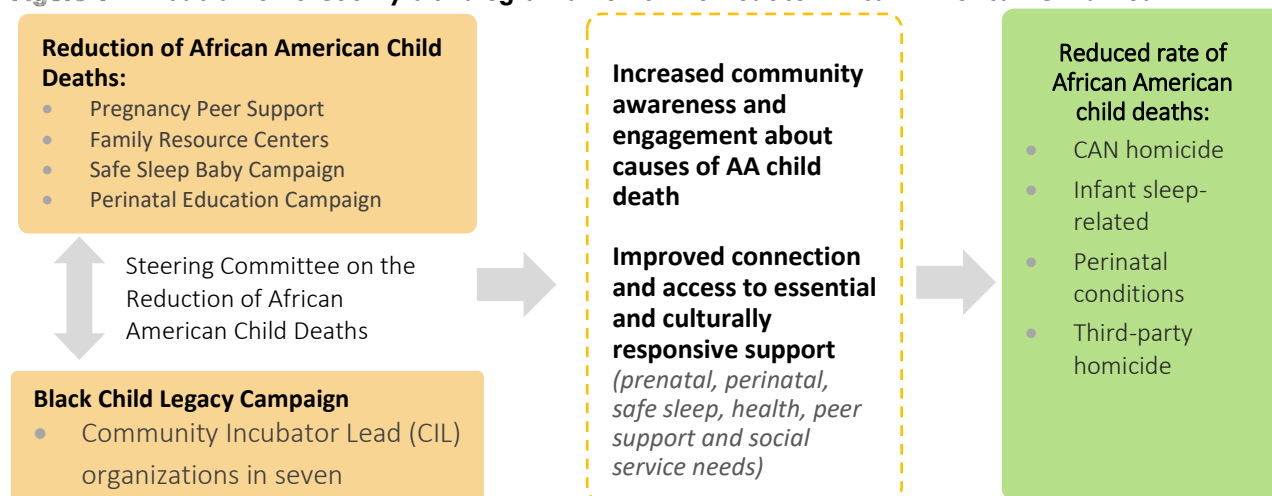 Reduction of African American Child
Deaths:
• Pregnancy Peer Support
• Family Resource Centers
• Safe Sleep Baby Campaign
• Perinatal Education Campaign
Steering Committee on the
Reduction of African
American Child Deaths
Black Child Legacy Campaign
• Community Incubator Lead (CIL)
organizations in seven
Increased community
awareness and
engagement about
causes of AA child
death
Improved connection
and access to essential
and culturally
responsive support
(prenatal, perinatal,
safe sleep, health, peer
support and social
service needs)
Reduced rate of
African American
child deaths:
• CAN homicide
• Infant sleep-
related
• Perinatal
conditions
• Third-party
homicide